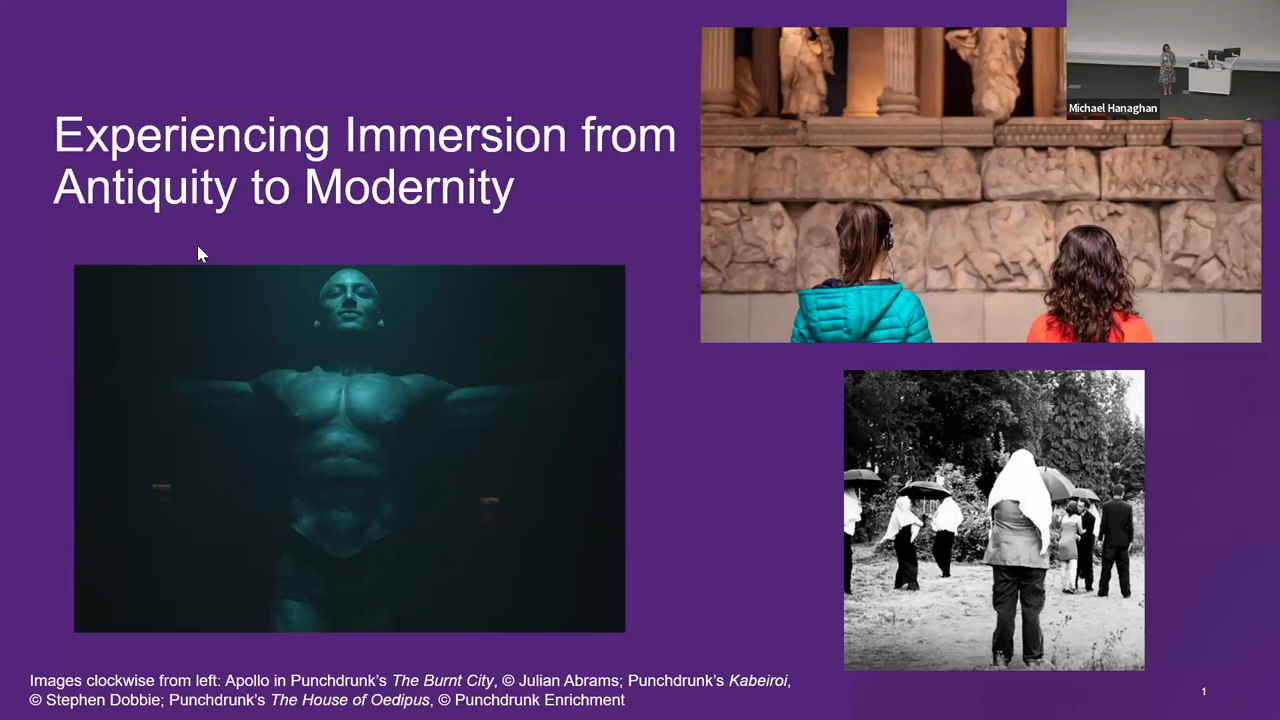 Experiencing Immersion from
Antiquity to Modernity
Michael Hanaghan
Images clockwise from left: Apollo in Punchdrunk’s The Burnt City, © Julian Abrams; Punchdrunk’s Kabeiroi,
© Stephen Dobbie; Punchdrunk’s The House of Oedipus, © Punchdrunk Enrichment
1